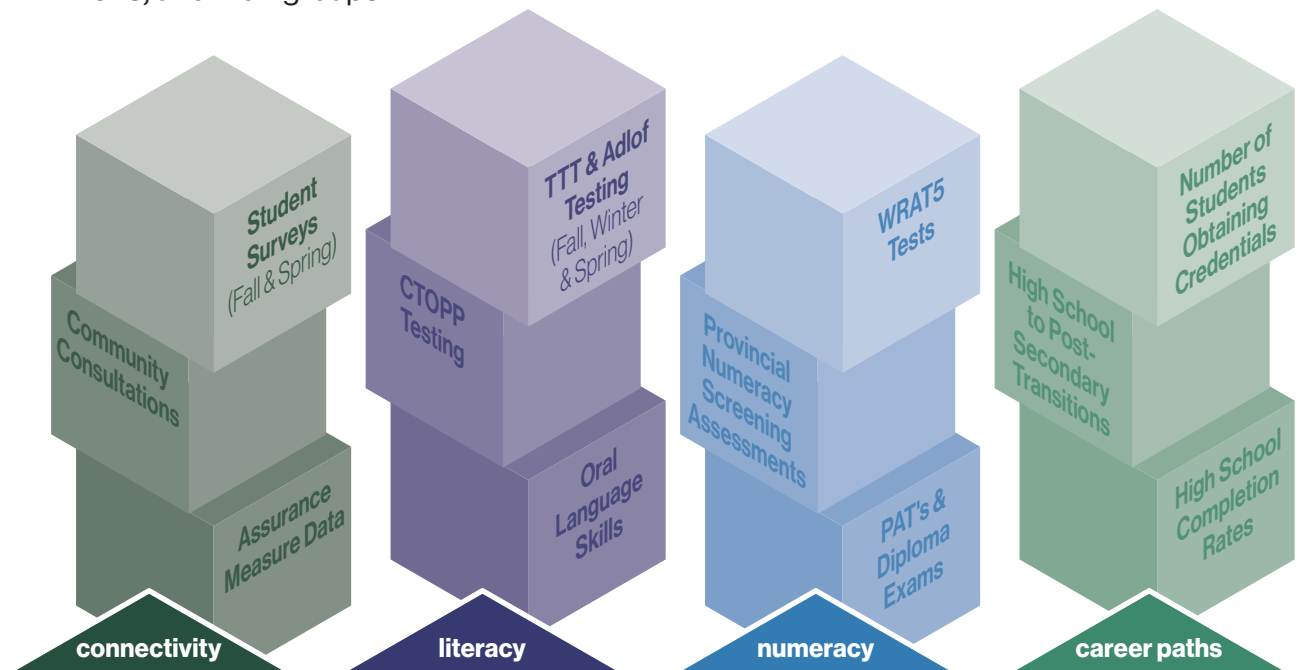 Student
Surveys
(Fall & Spring)
Community
Consultations
Assurance
Measure Data
connectivity
TTT & Adlof
Testing
(Fall, Winter
& Spring)
CTOPP
Testing
Oral
Language
Skills
literacy
WRAT5
Tests
Provincial
Numeracy
Screening
Assessments
PAT's &
Diploma
Exams
numeracy
Number of
Students
Obtaining
Credentials
High School
to Post-
Secondary
Transitions
High School
Completion
Rates
career paths